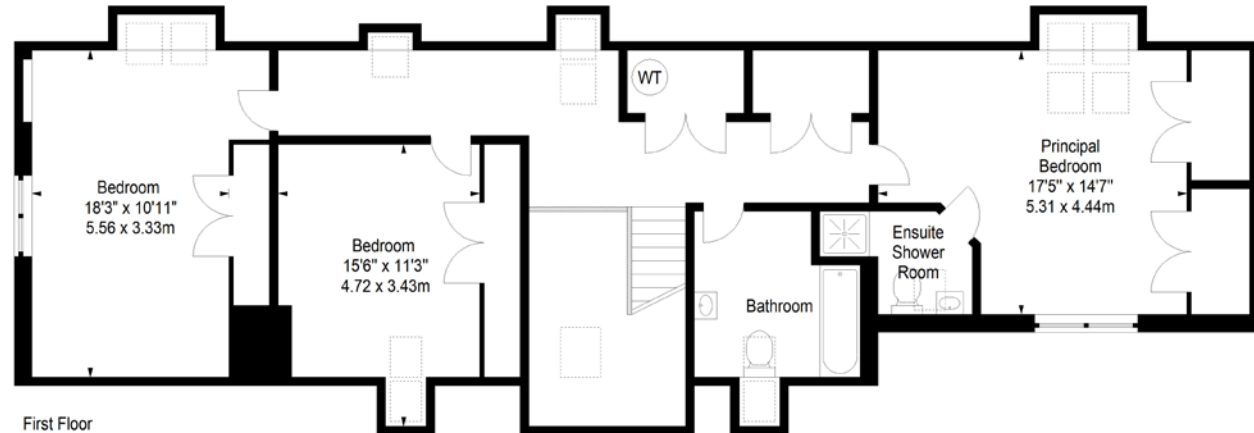 WT
Principal
Bedroom
17'5" x 14'7"
5.31 x 4.44m
Bedroom
18'3" x 10'11"
5.56 x 3.33m
Bedroom
15'6" x 11'3"
4.72 x 3.43m
Ensuite
Shower
Room
Bathroom
First Floor